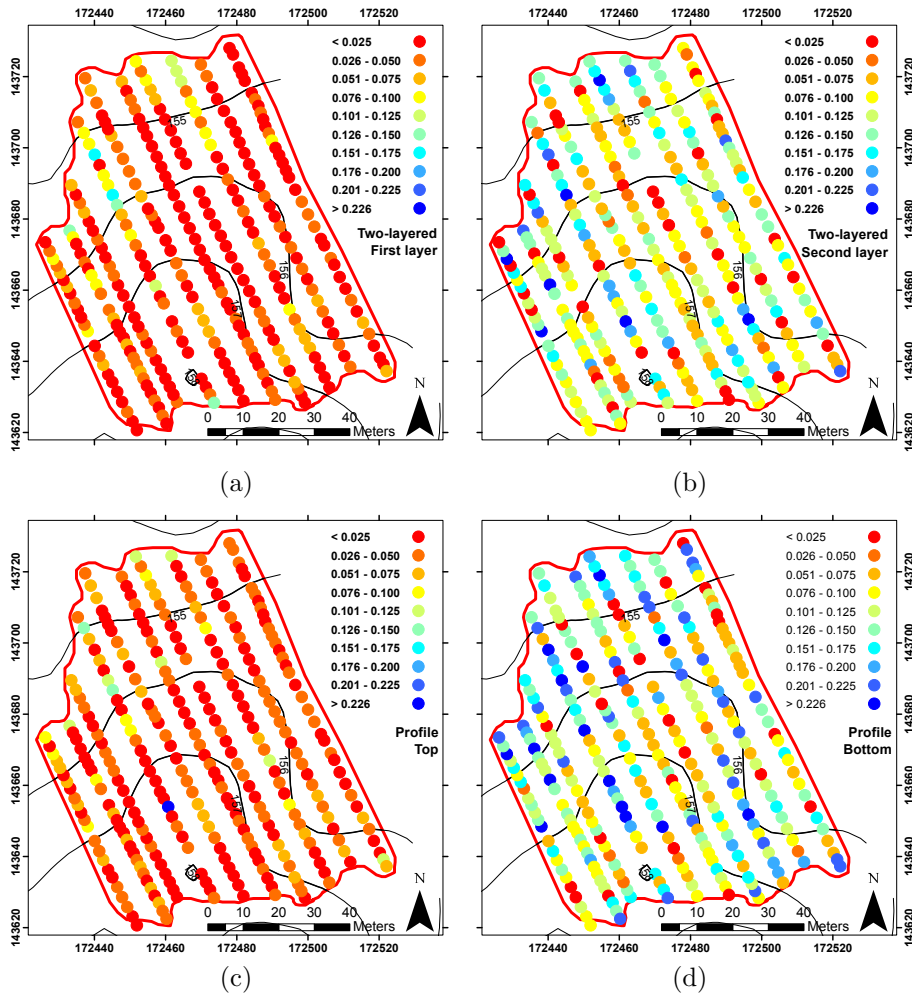 172440 172460 172480 172500 172520
172440 172460 172480 172500 172520
143720
143700
143680
143660
143640
143620
< 0.025
0.026 - 0.050
0.051 - 0.075
0.076 - 0.100
0.101 - 0.125
0.126 - 0.150
0.151 - 0.175
0.176 - 0.200
0.201 - 0.225
> 0.226
Two-layered
First layer
155
156
157
158
N
0 10 20 30 40
Meters
(a)
143720
143700
143680
143660
143640
143620
< 0.025
0.026 - 0.050
0.051 - 0.075
0.076 - 0.100
0.101 - 0.125
0.126 - 0.150
0.151 - 0.175
0.176 - 0.200
0.201 - 0.225
> 0.226
Two-layered
Second layer
155
156
157
158
N
0 10 20 30 40
Meters
(b)
143720
143700
143680
143660
143640
143620
< 0.025
0.026 - 0.050
0.051 - 0.075
0.076 - 0.100
0.101 - 0.125
0.126 - 0.150
0.151 - 0.175
0.176 - 0.200
0.201 - 0.225
> 0.226
Profile
Top
155
156
157
158
N
0 10 20 30 40
Meters
172440 172460 172480 172500 172520
(c)
143720
143700
143680
143660
143640
143620
< 0.025
0.026 - 0.050
0.051 - 0.075
0.076 - 0.100
0.101 - 0.125
0.126 - 0.150
0.151 - 0.175
0.176 - 0.200
0.201 - 0.225
> 0.226
Profile
Bottom
155
156
157
158
N
0 10 20 30 40
Meters
172440 172460 172480 172500 172520
(d)